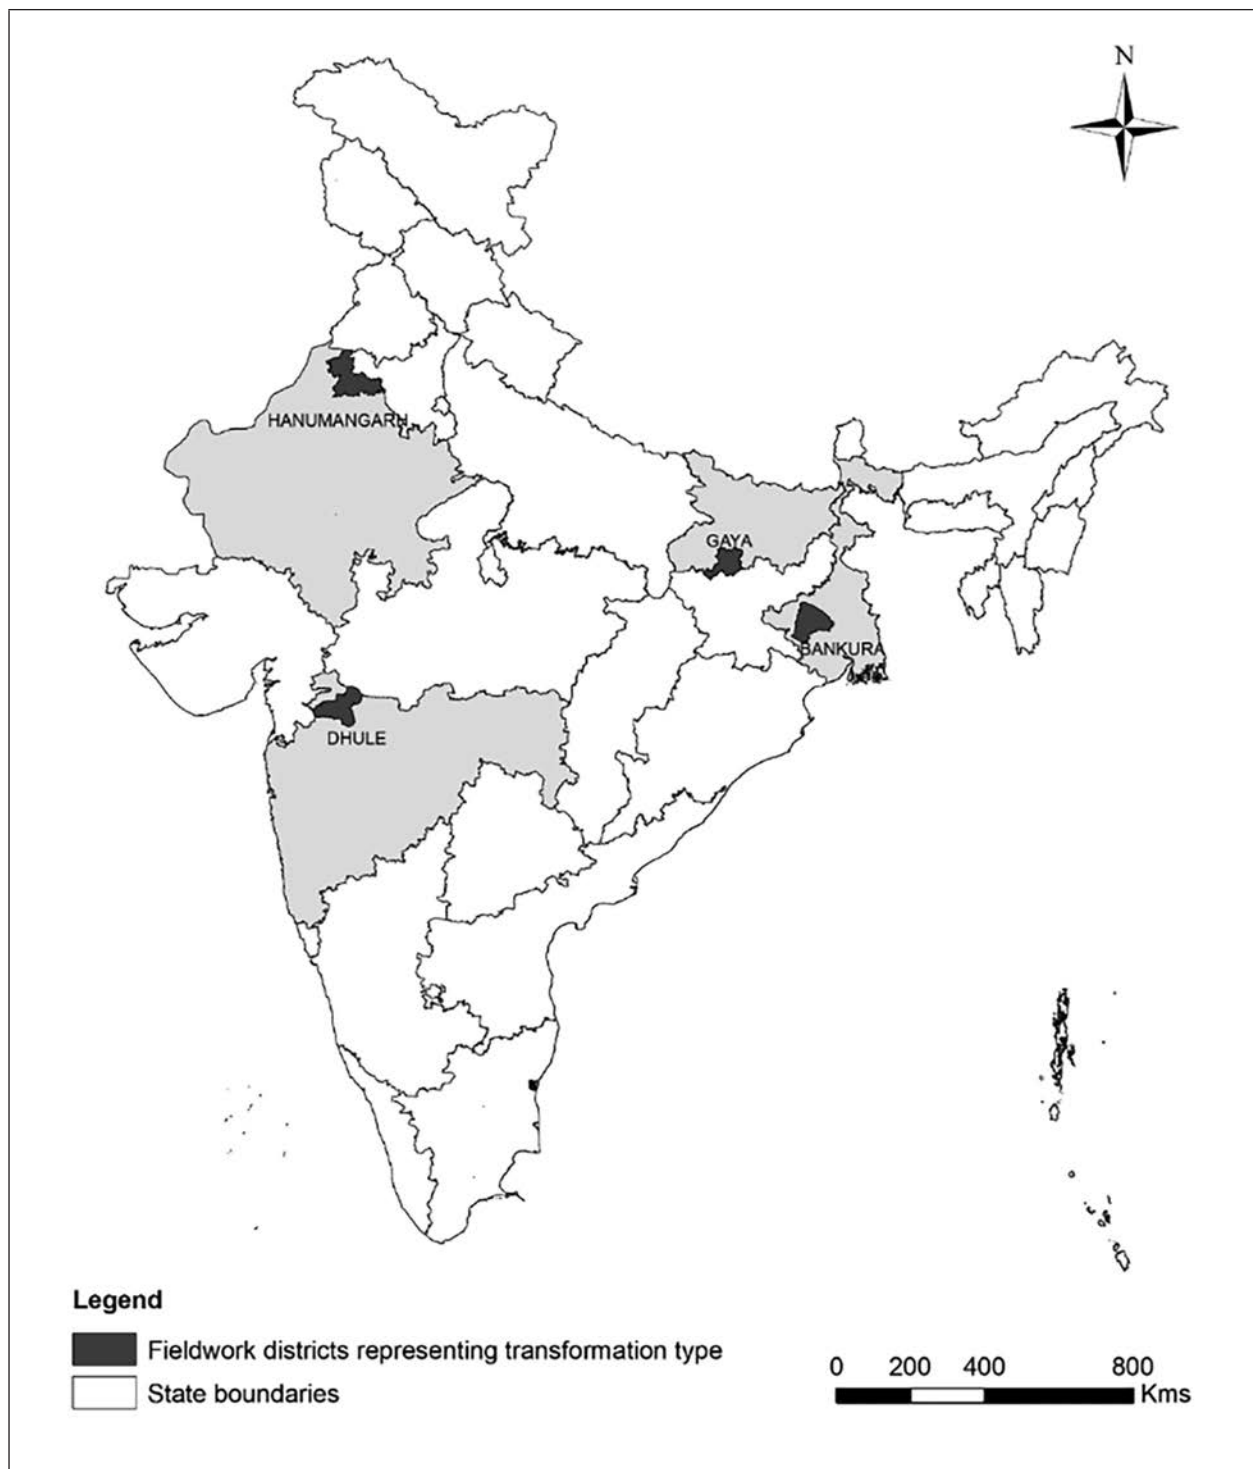 N
HANUMANGARH
GAYA
BANKURA
DHULE
Legend
Fieldwork districts representing transformation type
State boundaries
0 200 400 800
Kms